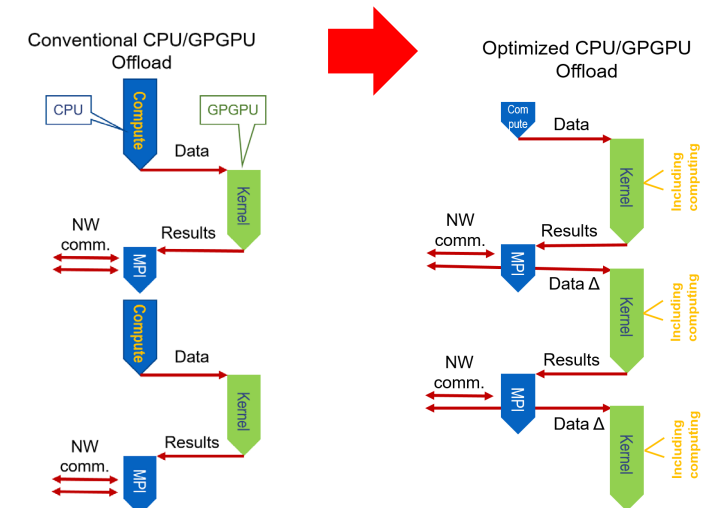 Conventional CPU/GPGPU
Offload
CPU
GPGPU
Compute
Data
Kernel
NW
comm.
Results
MPI
Compute
Data
Kernel
NW
comm.
Results
MPI
Optimized CPU/GPGPU
Offload
Com
pute
Data
Kernel
Including
computing
NW
comm.
Results
MPI
Data Δ
Kernel
Including
computing
NW
comm.
Results
MPI
Data Δ
Kernel
Including
computing